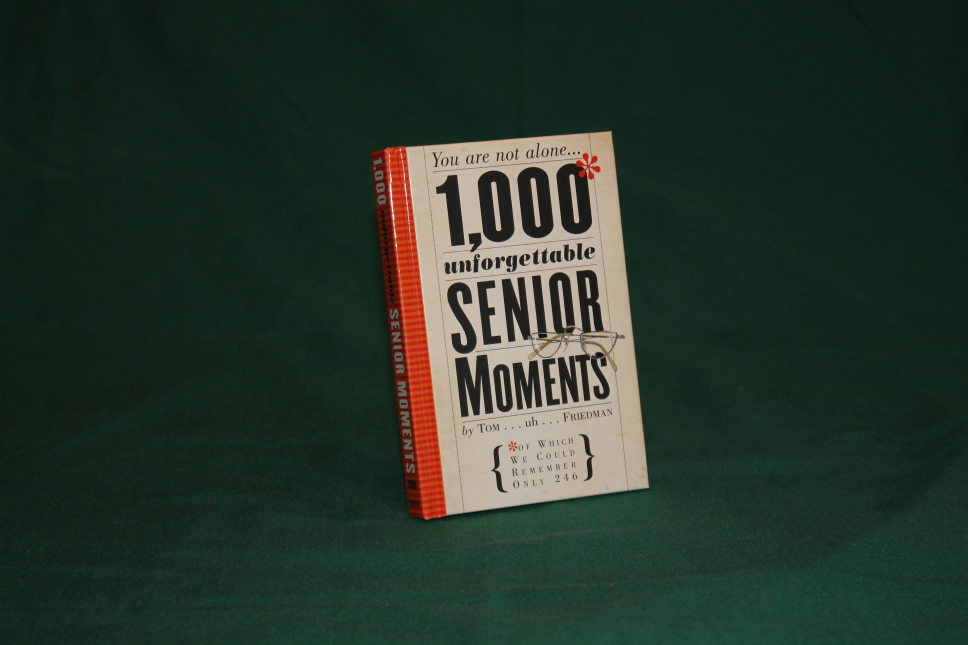 You are not alone...
1,000*
unforgettable
SENIOR
MOMENTS
by TOM . . . uh . . . FRIEDMAN
{*OF WHICH
WE COULD
REMEMBER
ONLY 246}
1,000 unforgettable SENIOR MOMENTS